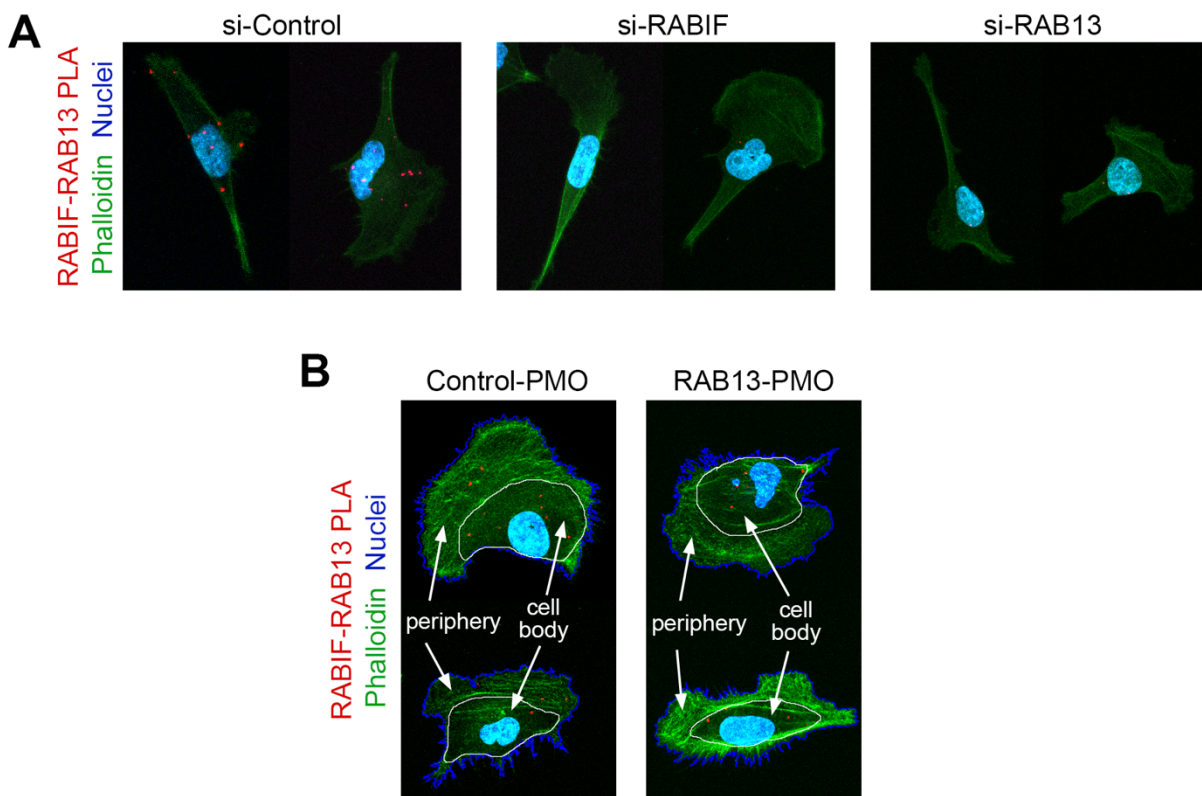 A
si-Control
si-RABIF
si-RAB13
RABIF-RAB13 PLA
Phalloidin Nuclei
B
Control-PMO
RAB13-PMO
RABIF-RAB13 PLA
Phalloidin Nuclei
periphery
cell
body
periphery
cell
body